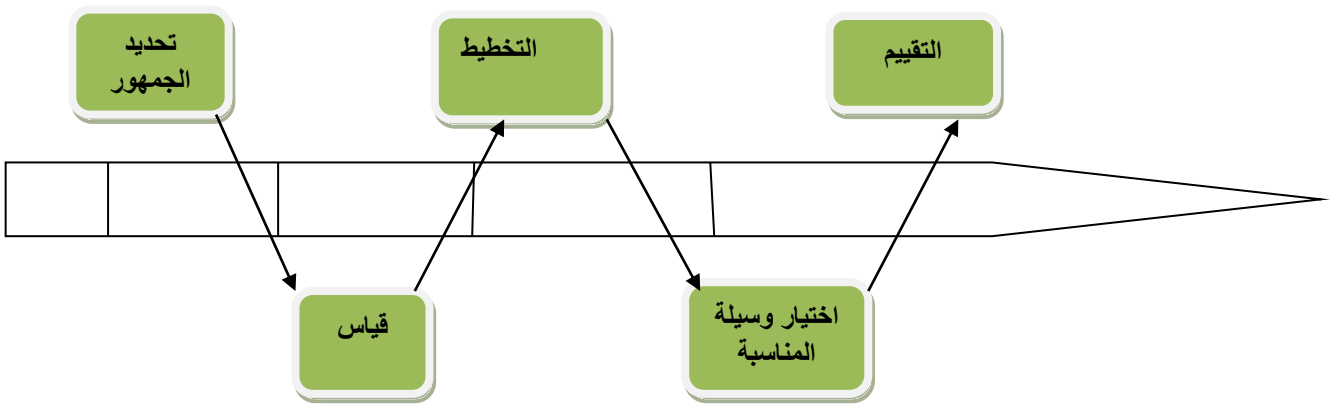 تحديد
الجمهور
قياس
التخطيط
اختيار وسيلة
المناسبة
التقييم